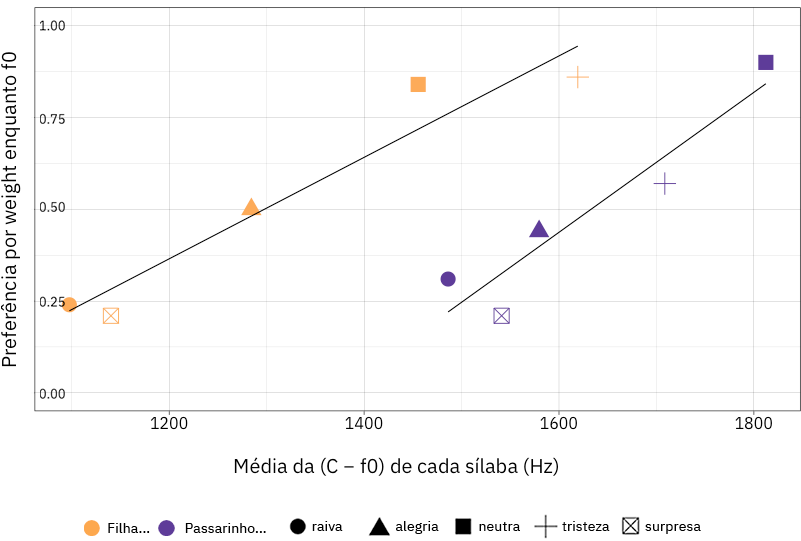 Preferência por weight enquanto f0
1.00
0.75
0.50
0.25
0.00
1200 1400 1600 1800
Média da (C − f0) de cada sílaba (Hz)
Filha... Passarinho... raiva alegria neutra tristeza surpresa